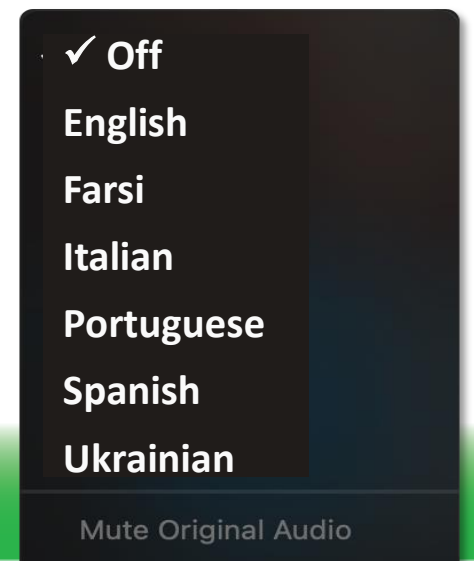 ✓ Off
English
Farsi
Italian
Portuguese
Spanish
Ukrainian
Mute Original Audio